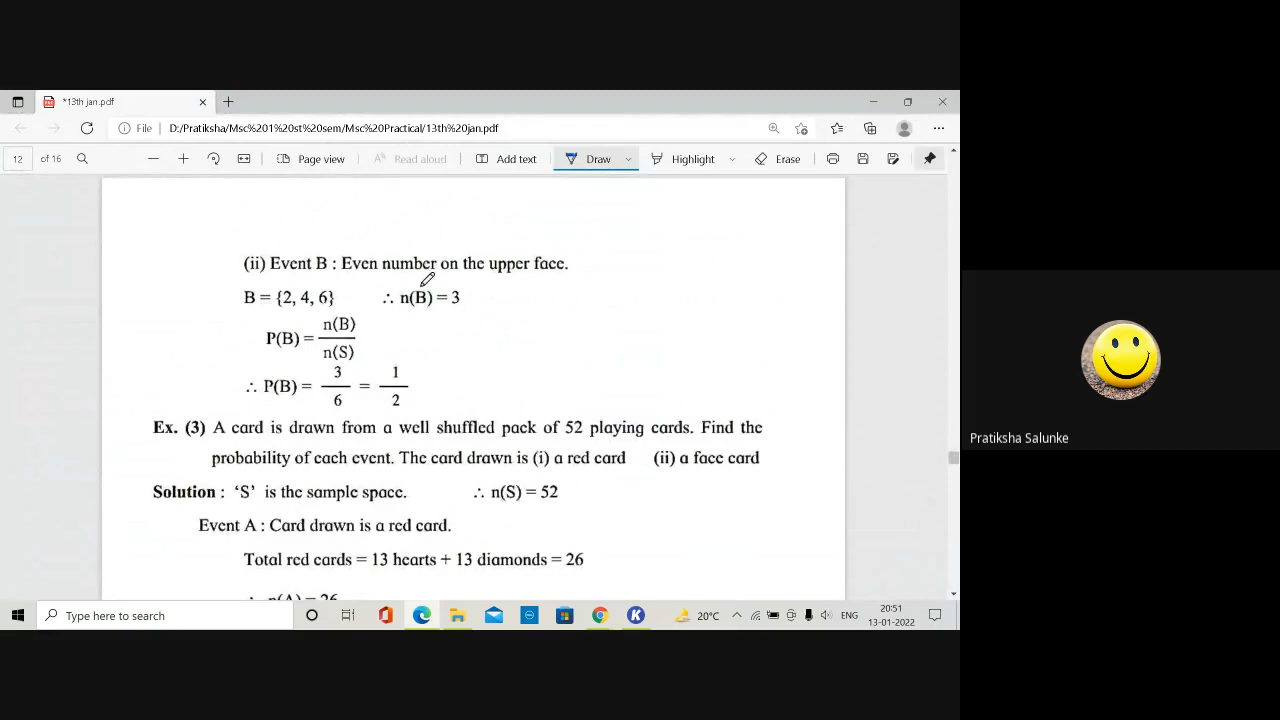 *13th jan.pdf
File D:/Pratiksha/Msc%201%20st%20sem/Msc%20Practical/13th%20jan.pdf
12 of 16 Page view Read aloud Add text Draw Highlight Erase
(ii) Event B : Even number on the upper face.
B = {2, 4, 6} ∴ n(B) = 3
P(B) = n(B)/n(S)
∴ P(B) = 3/6 = 1/2
Ex. (3) A card is drawn from a well shuffled pack of 52 playing cards. Find the
probability of each event. The card drawn is (i) a red card (ii) a face card
Solution : ‘S’ is the sample space. ∴ n(S) = 52
Event A : Card drawn is a red card.
Total red cards = 13 hearts + 13 diamonds = 26
∴ n(A) = 26
Pratiksha Salunke
Type here to search
20°C
ENG
20:51
13-01-2022